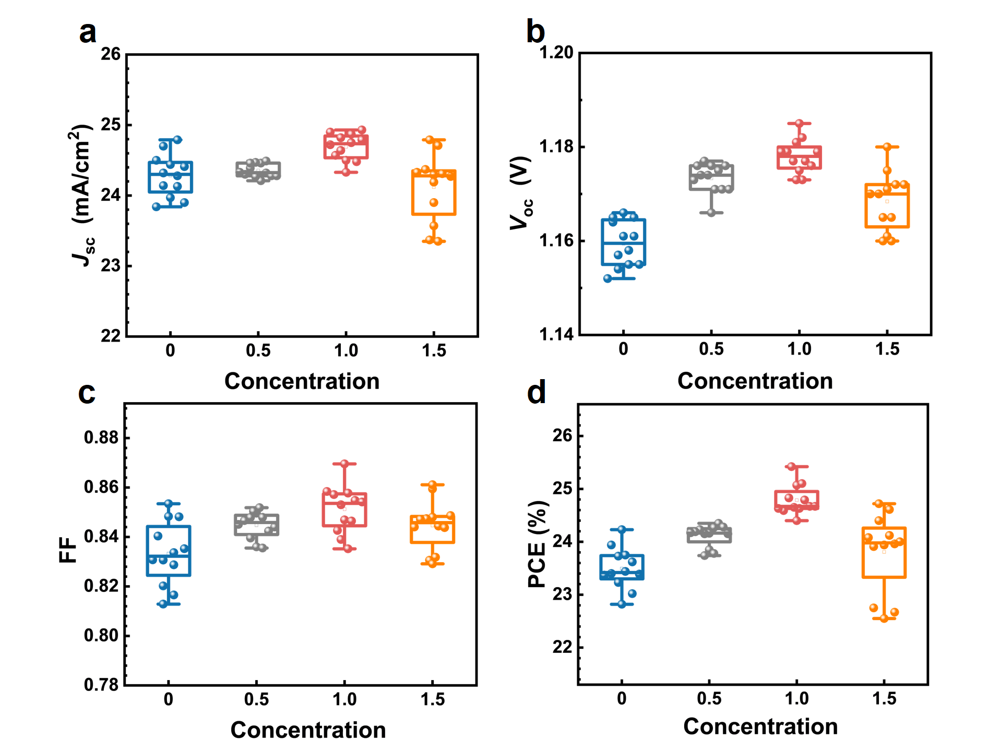 a
26
25
24
23
22
Jsc (mA/cm²)
0 0.5 1.0 1.5
Concentration
b
1.20
1.18
1.16
1.14
Voc (V)
0 0.5 1.0 1.5
Concentration
c
0.88
0.86
0.84
0.82
0.80
0.78
FF
0 0.5 1.0 1.5
Concentration
d
26
25
24
23
22
PCE (%)
0 0.5 1.0 1.5
Concentration